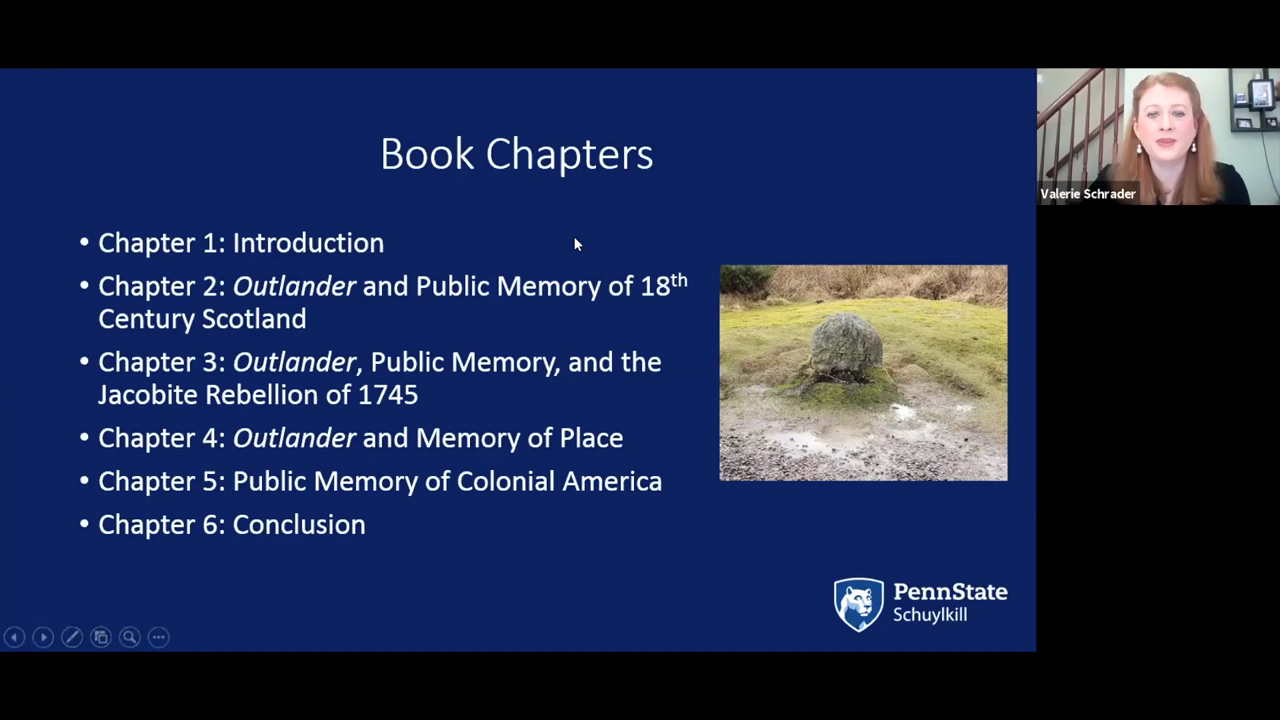 Book Chapters
• Chapter 1: Introduction
• Chapter 2: Outlander and Public Memory of 18th
Century Scotland
• Chapter 3: Outlander, Public Memory, and the
Jacobite Rebellion of 1745
• Chapter 4: Outlander and Memory of Place
• Chapter 5: Public Memory of Colonial America
• Chapter 6: Conclusion
PennState
Schuylkill
Valerie Schrader